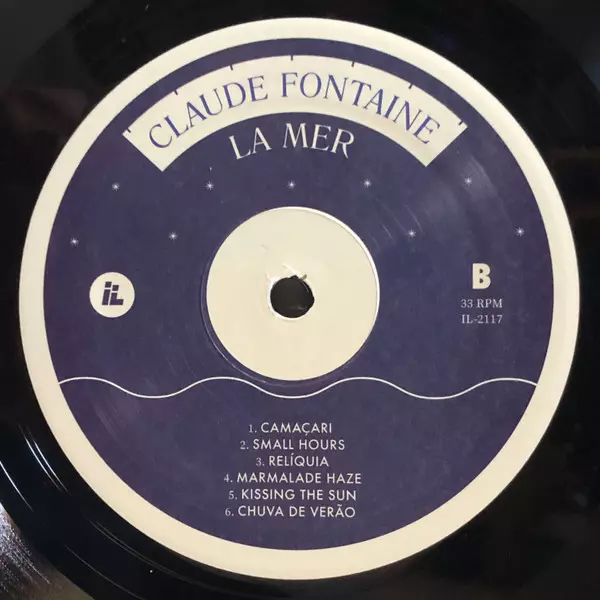 CLAUDE FONTAINE
LA MER
IL
B
33 RPM
IL-2117
1. CAMAÇARI
2. SMALL HOURS
3. RELÍQUIA
4. MARMALADE HAZE
5. KISSING THE SUN
6. CHUVA DE VERÃO